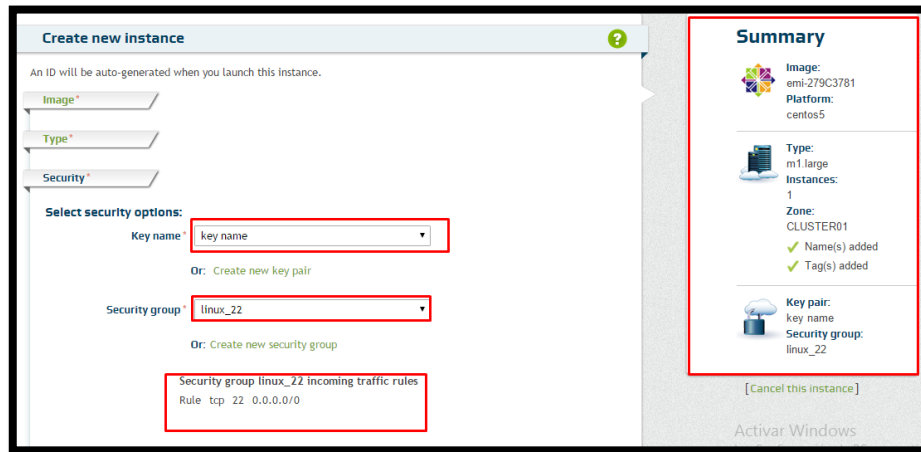 Create new instance
?
An ID will be auto-generated when you launch this instance.
Image*
Type*
Security*
Select security options:
Key name* key name
Or: Create new key pair
Security group* linux_22
Or: Create new security group
Security group linux_22 incoming traffic rules
Rule tcp 22 0.0.0.0/0
Summary
Image:
emi-279C3781
Platform:
centos5
Type:
m1.large
Instances:
1
Zone:
CLUSTER01
Name(s) added
Tag(s) added
Key pair:
key name
Security group:
linux_22
[Cancel this instance]
Activar Windows